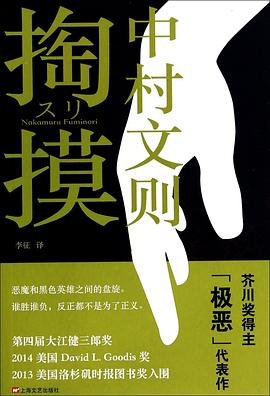 掏摸
スリ
Nakamura Fuminori
中村文则
李征 译
恶魔和黑色英雄之间的盘旋。
谁胜谁负，反正都不是为了正义。
芥川奖得主
「极恶」代表作
第四届大江健三郎奖
2014 美国 David L. Goodis 奖
2013 美国洛杉矶时报图书奖入围
上海文艺出版社